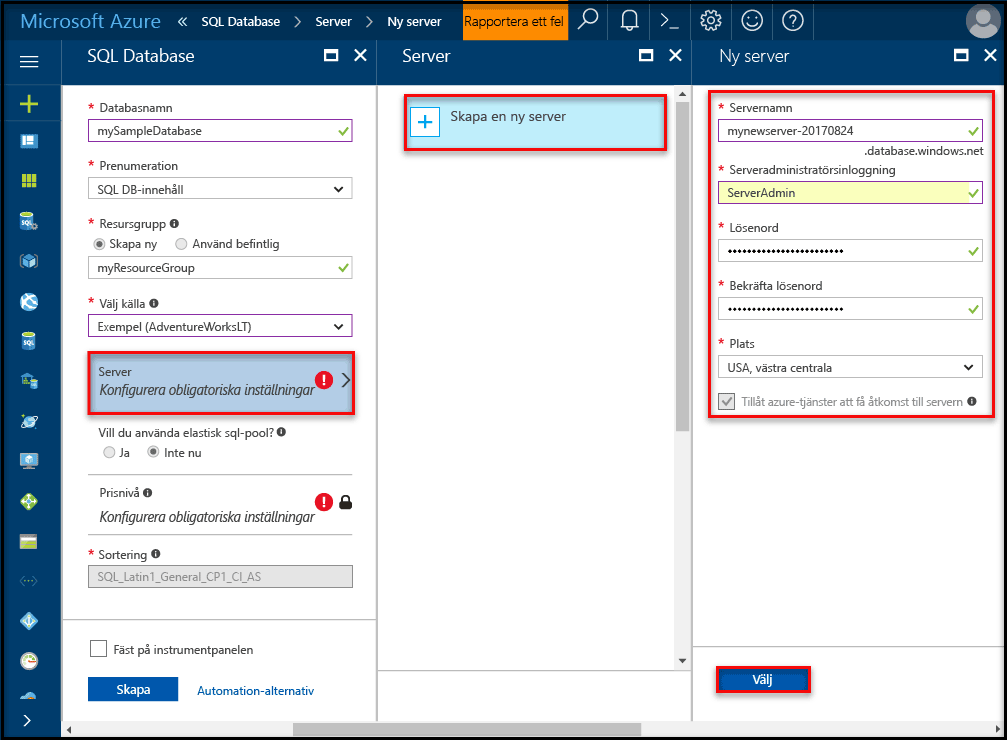 Microsoft Azure « SQL Database > Server > Ny server Rapportera ett fel
SQL Database
* Databasnamn
mySampleDatabase
* Prenumeration
SQL DB-innehåll
* Resursgrupp
Skapa ny Använd befintlig
myResourceGroup
* Välj källa
Exempel (AdventureWorksLT)
Server
Konfigurera obligatoriska inställningar
Vill du använda elastisk sql-pool?
Ja Inte nu
Prisnivå
Konfigurera obligatoriska inställningar
* Sortering
SQL_Latin1_General_CP1_CI_AS
Fäst på instrumentpanelen
Skapa Automation-alternativ
Server
Skapa en ny server
Ny server
* Servernamn
mynewserver-20170824
.database.windows.net
* Serveradministratörsinloggning
ServerAdmin
* Lösenord
* Bekräfta lösenord
* Plats
USA, västra centrala
Tillåt azure-tjänster att få åtkomst till servern
Välj